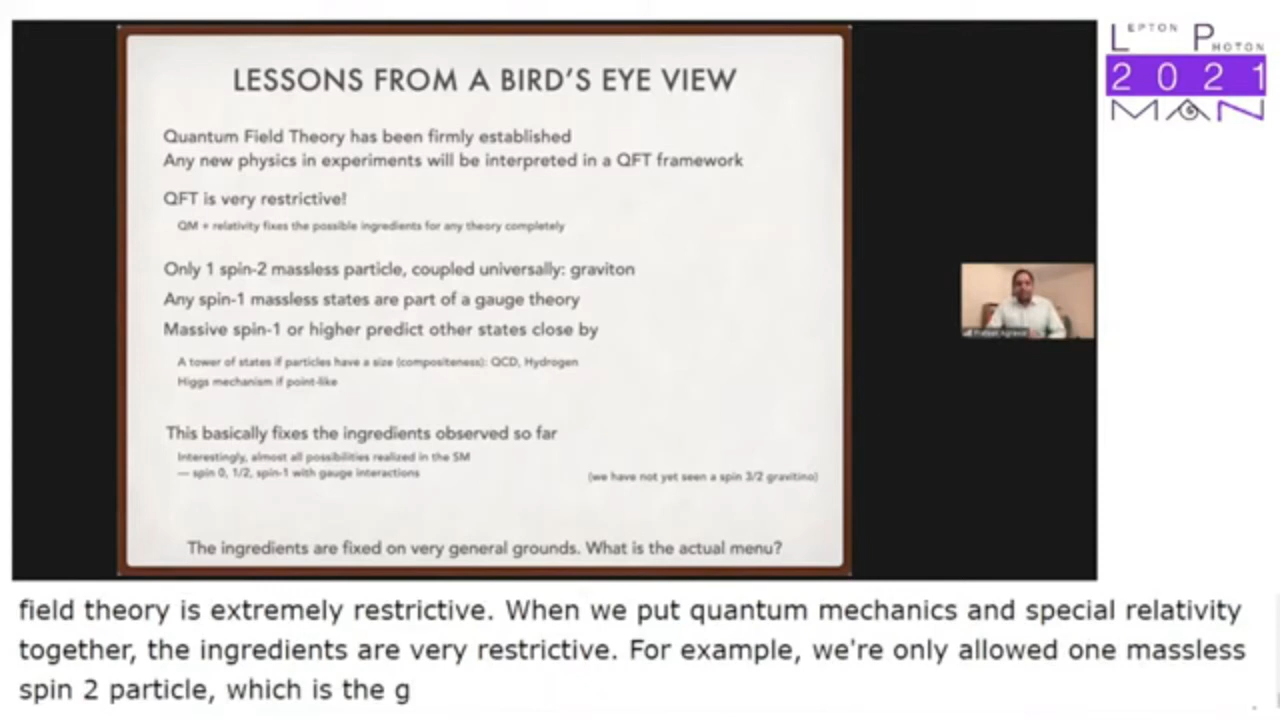 LESSONS FROM A BIRD'S EYE VIEW
Quantum Field Theory has been firmly established
Any new physics in experiments will be interpreted in a QFT framework
QFT is very restrictive!
QM + relativity fixes the possible ingredients for any theory completely
Only 1 spin-2 massless particle, coupled universally: graviton
Any spin-1 massless states are part of a gauge theory
Massive spin-1 or higher predict other states close by
A tower of states if particles have a size (compositeness): QCD, Hydrogen
Higgs mechanism if point-like
This basically fixes the ingredients observed so far
Interestingly, almost all possibilities realized in the SM
— spin 0, 1/2, spin-1 with gauge interactions
(we have not yet seen a spin 3/2 gravitino)
The ingredients are fixed on very general grounds. What is the actual menu?
LEPTON PHOTON
2021
MAN
field theory is extremely restrictive. When we put quantum mechanics and special relativity
together, the ingredients are very restrictive. For example, we're only allowed one massless
spin 2 particle, which is the g